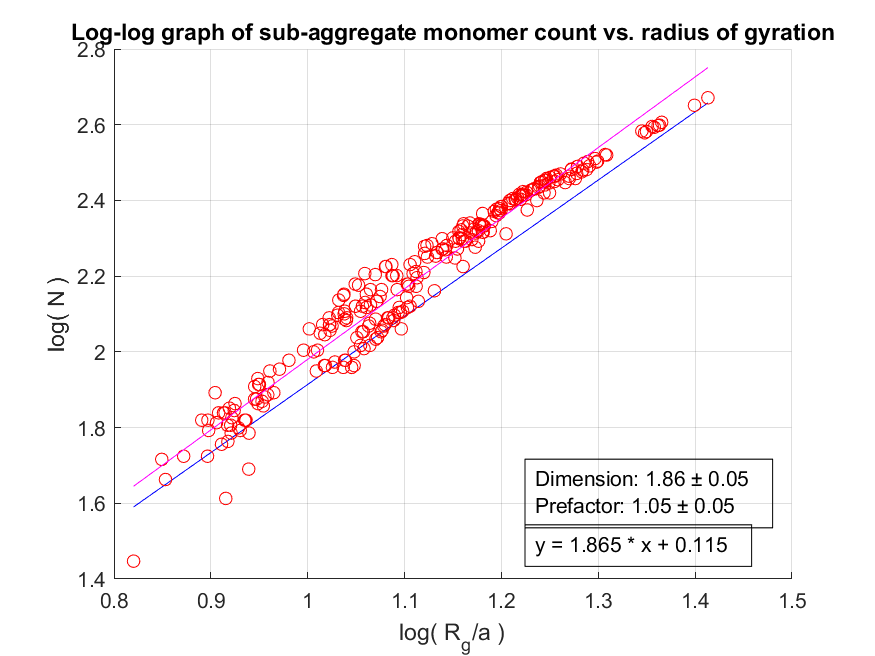 Log-log graph of sub-aggregate monomer count vs. radius of gyration
2.8
2.6
2.4
2.2
2
1.8
1.6
1.4
log( N )
Dimension: 1.86 ± 0.05
Prefactor: 1.05 ± 0.05
y = 1.865 * x + 0.115
0.8 0.9 1 1.1 1.2 1.3 1.4 1.5
log( Rg/a )